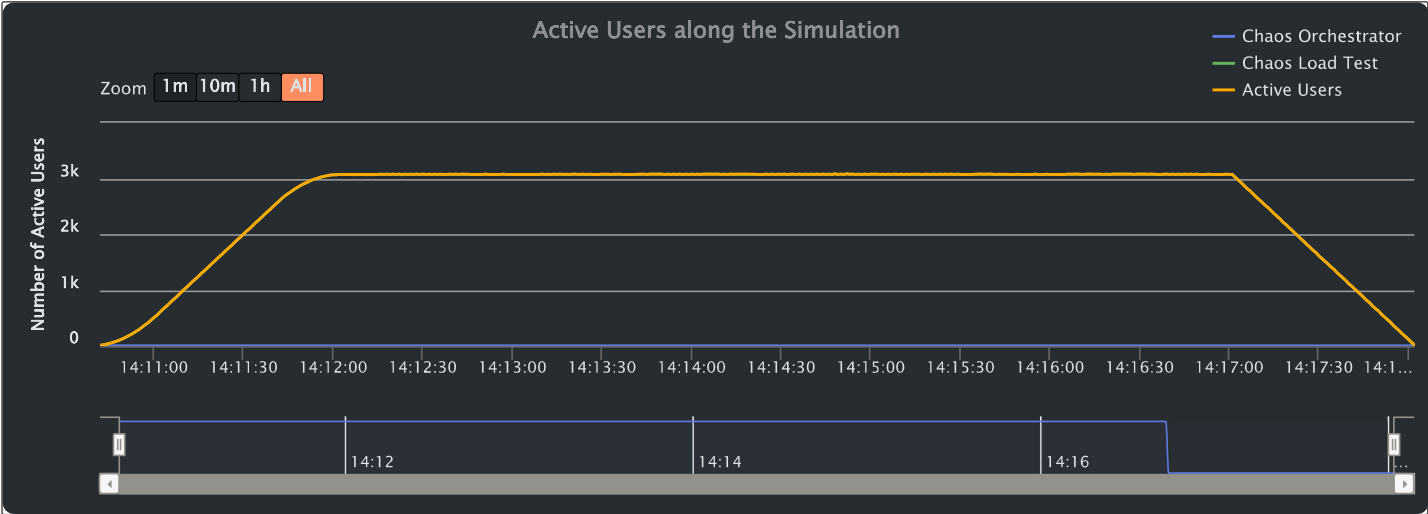 Active Users along the Simulation
Chaos Orchestrator
Chaos Load Test
Active Users
Zoom 1m 10m 1h All
Number of Active Users
3k
2k
1k
0
14:11:00 14:11:30 14:12:00 14:12:30 14:13:00 14:13:30 14:14:00 14:14:30 14:15:00 14:15:30 14:16:00 14:16:30 14:17:00 14:17:30 14:1...
14:12 14:14 14:16 ...